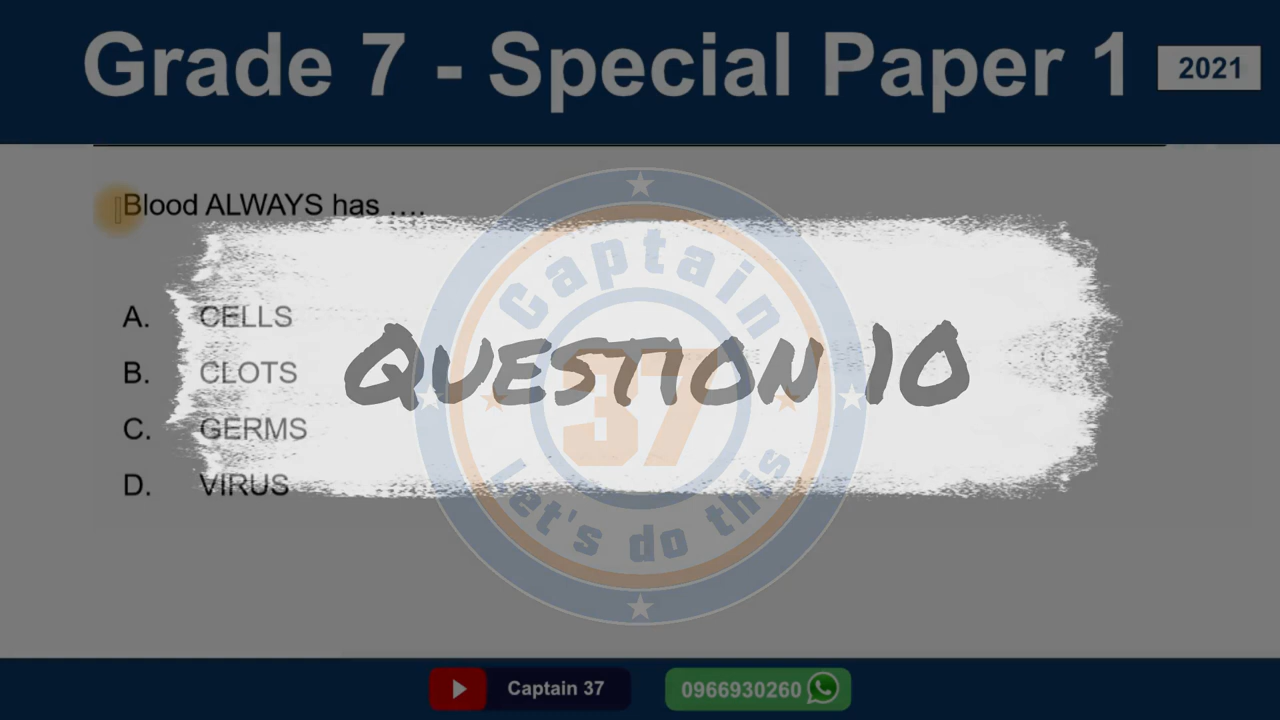 Grade 7 - Special Paper 1
2021
Blood ALWAYS has ....
A. CELLS
B. CLOTS
C. GERMS
D. VIRUS
QUESTION 10
Captain
37
Let's do this
Captain 37
0966930260